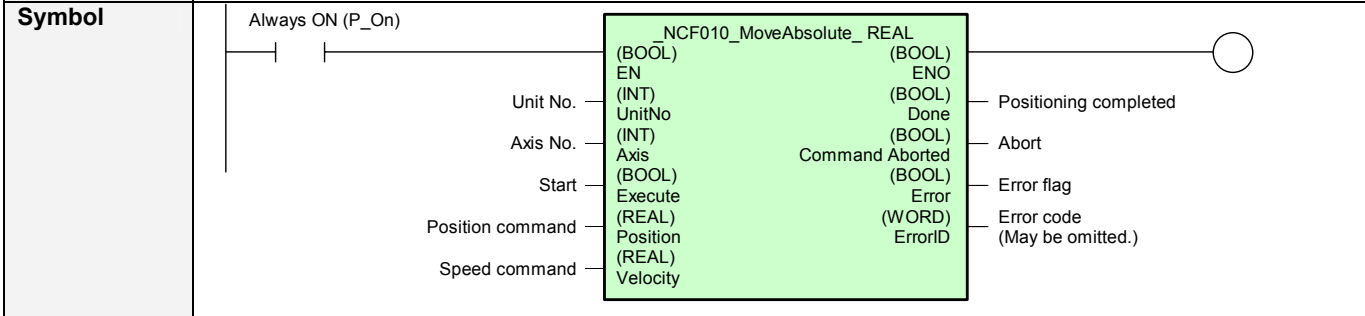 Symbol
Always ON (P_On)
_NCF010_MoveAbsolute_ REAL
(BOOL) (BOOL)
EN ENO
Unit No. (INT) (BOOL) Positioning completed
UnitNo Done
Axis No. (INT) (BOOL) Abort
Axis Command Aborted
Start (BOOL) (BOOL) Error flag
Execute Error
Position command (REAL) (WORD) Error code
Position ErrorID (May be omitted.)
Speed command (REAL)
Velocity